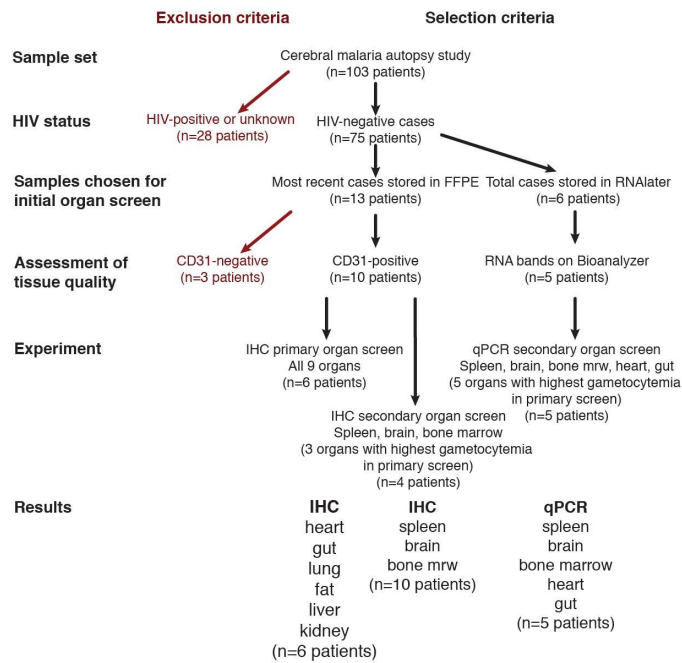 Exclusion criteria
Selection criteria
Sample set
Cerebral malaria autopsy study
(n=103 patients)
HIV status
HIV-positive or unknown
(n=28 patients)
HIV-negative cases
(n=75 patients)
Samples chosen for
initial organ screen
Most recent cases stored in FFPE
(n=13 patients)
Total cases stored in RNAlater
(n=6 patients)
Assessment of
tissue quality
CD31-negative
(n=3 patients)
CD31-positive
(n=10 patients)
RNA bands on Bioanalyzer
(n=5 patients)
Experiment
IHC primary organ screen
All 9 organs
(n=6 patients)
qPCR secondary organ screen
Spleen, brain, bone mrw, heart, gut
(5 organs with highest gametocytemia
in primary screen)
(n=5 patients)
IHC secondary organ screen
Spleen, brain, bone marrow
(3 organs with highest gametocytemia
in primary screen)
(n=4 patients)
Results
IHC
heart
gut
lung
fat
liver
kidney
(n=6 patients)
IHC
spleen
brain
bone mrw
(n=10 patients)
qPCR
spleen
brain
bone marrow
heart
gut
(n=5 patients)